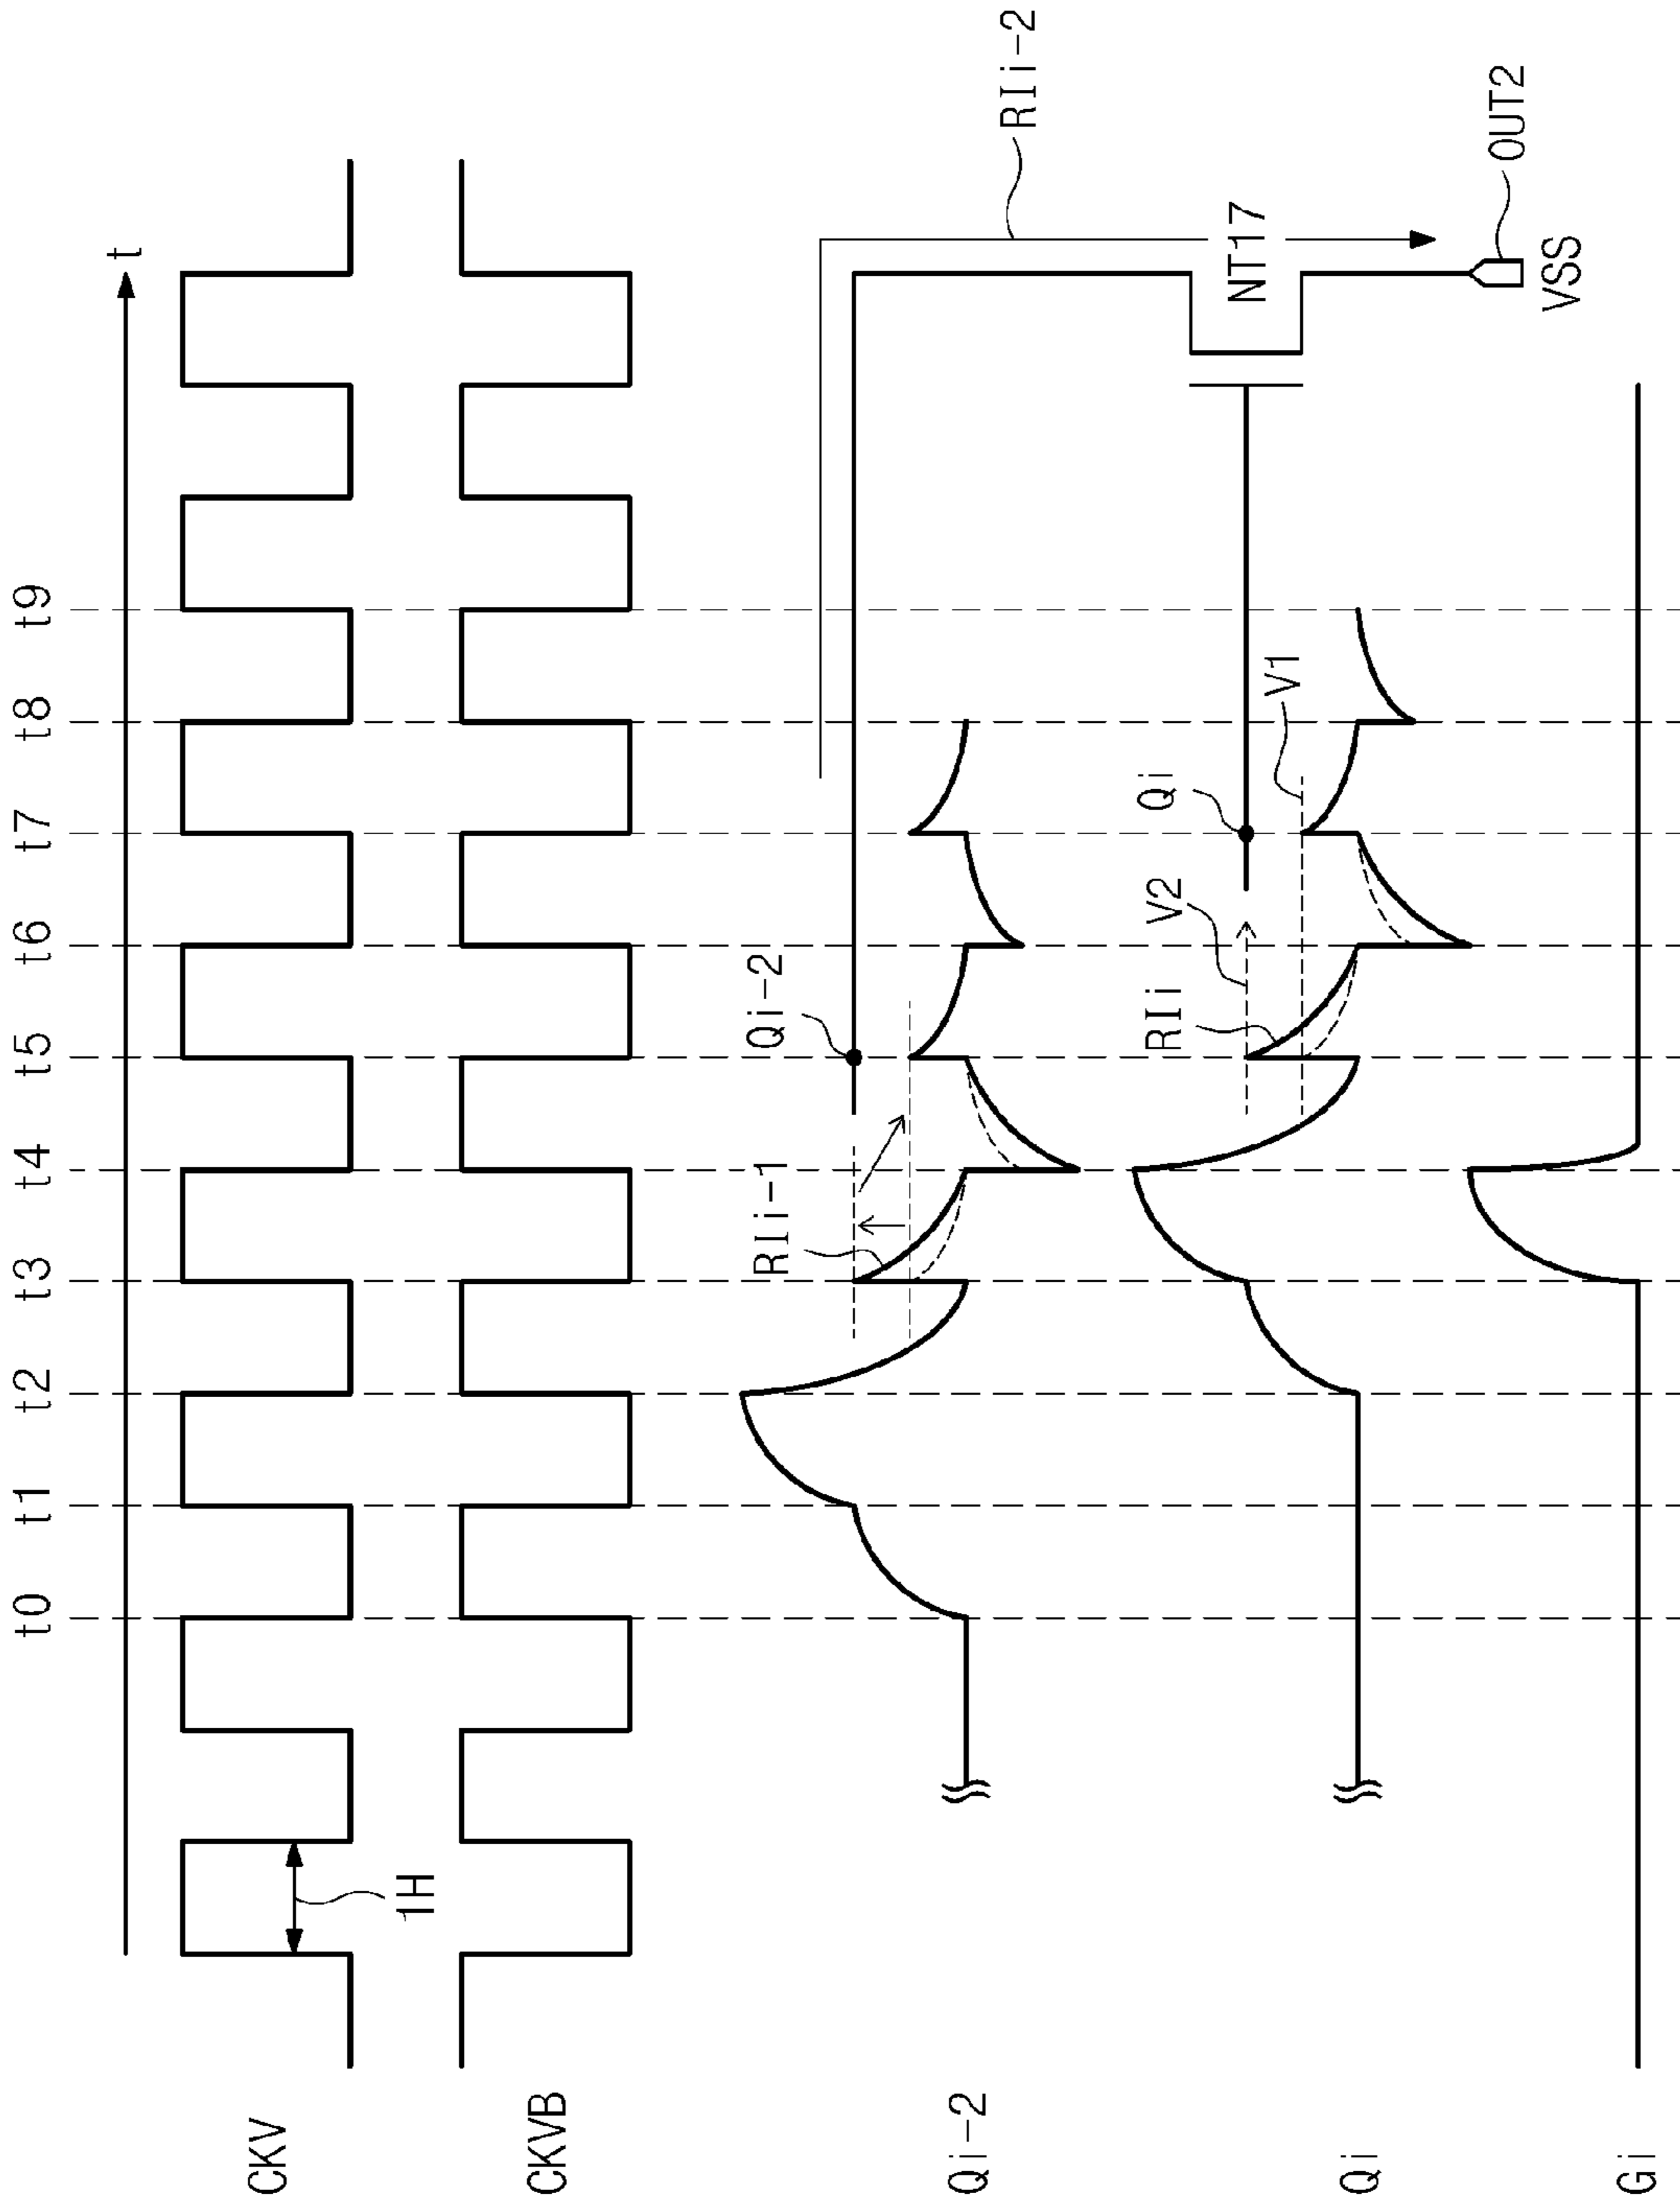 t0 t1 t2 t3 t4 t5 t6 t7 t8 t9
t
CKV
1H
CKVB
Qi-2
RIi-1
Qi-2
RIi-2
Qi
RIi
V2
Qi
V1
NT17
OUT2
VSS
Gi